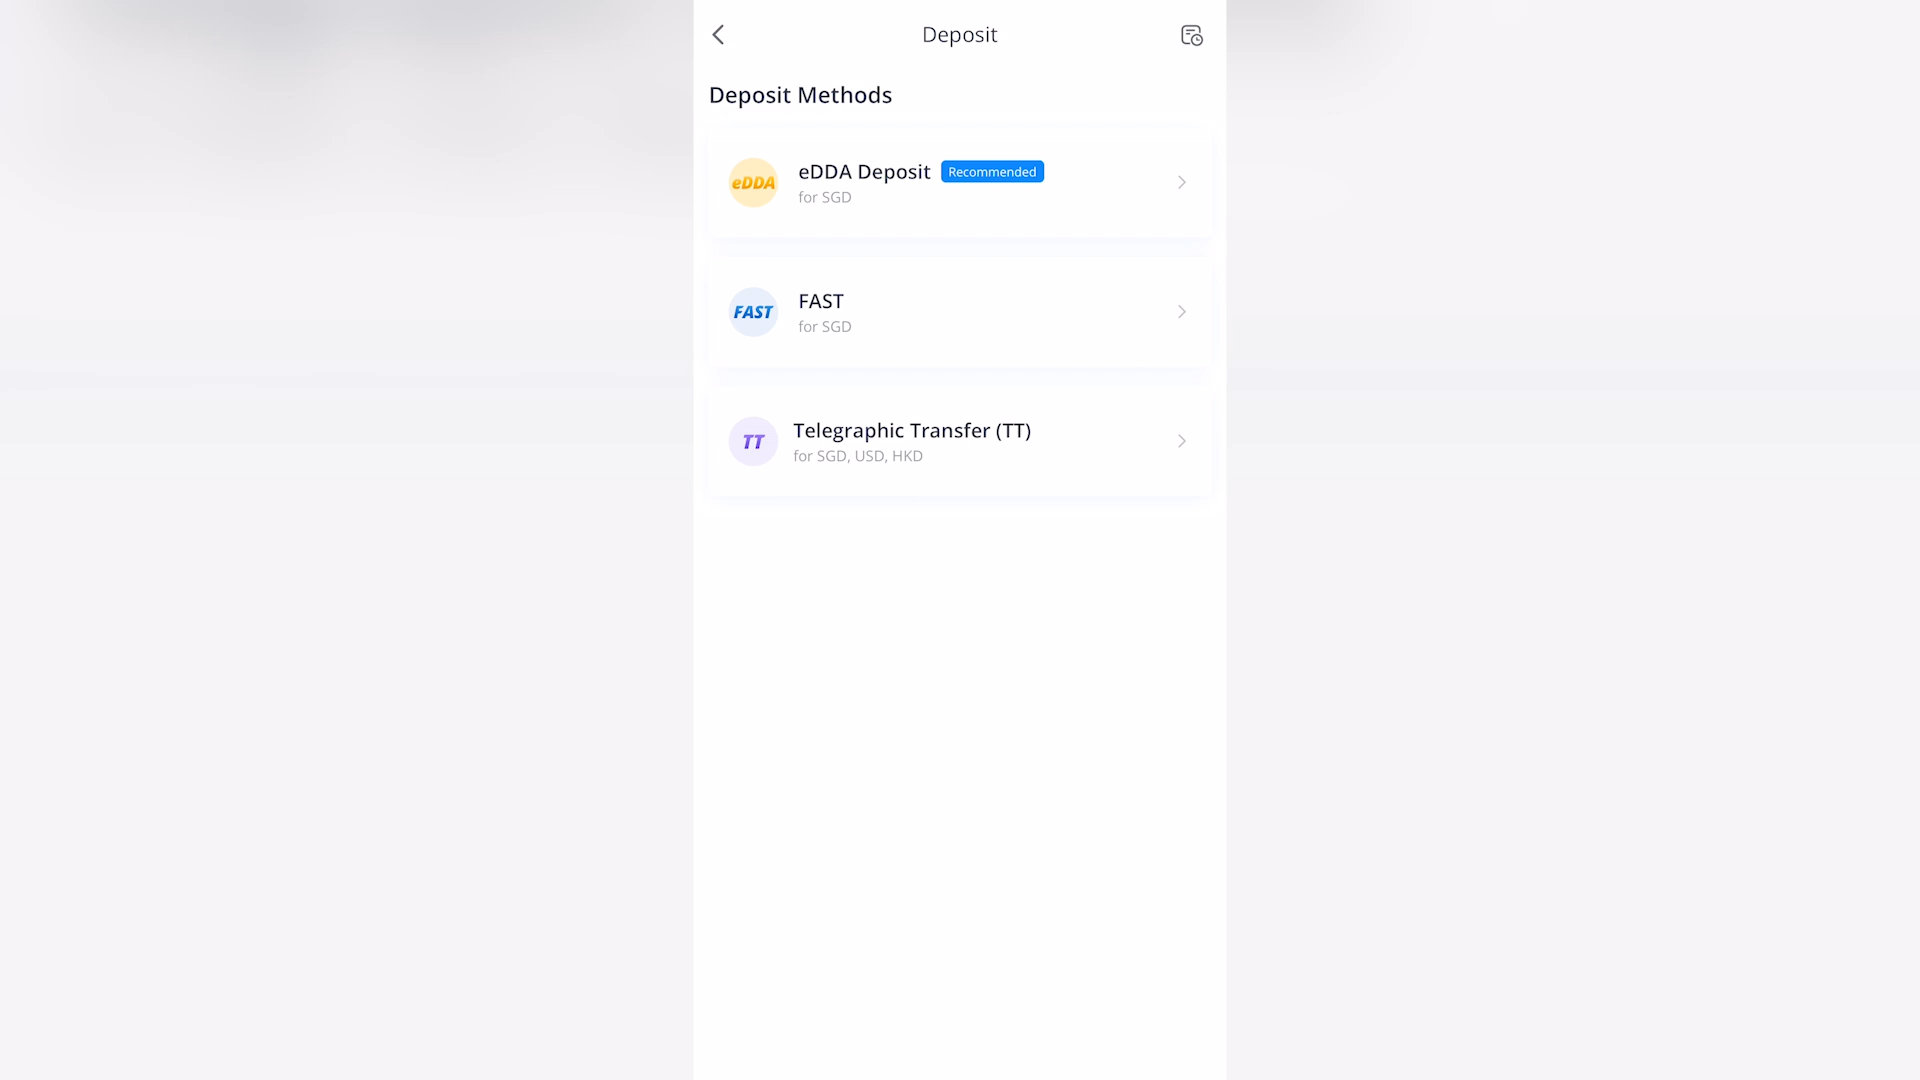 Deposit
Deposit Methods
eDDA
eDDA Deposit Recommended
for SGD
FAST
FAST
for SGD
TT
Telegraphic Transfer (TT)
for SGD, USD, HKD